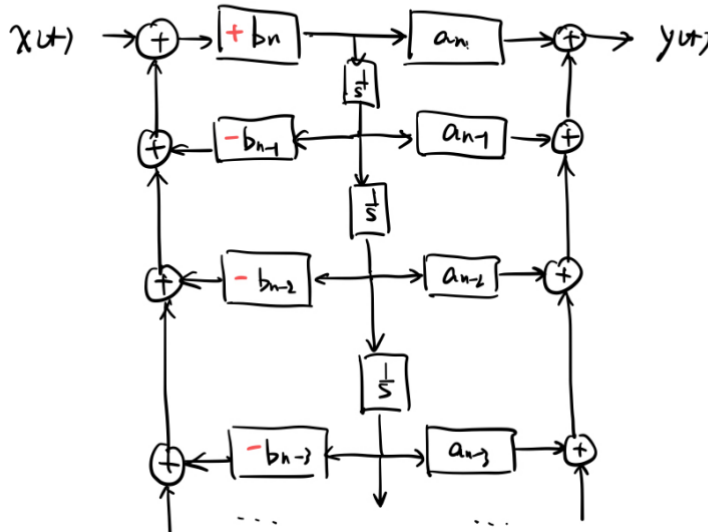 x(t) + + bn an + y(t)
1/s
+ - bn-1 an-1 +
1/s
+ - bn-2 an-2 +
1/s
+ - bn-3 an-3 +
... ...